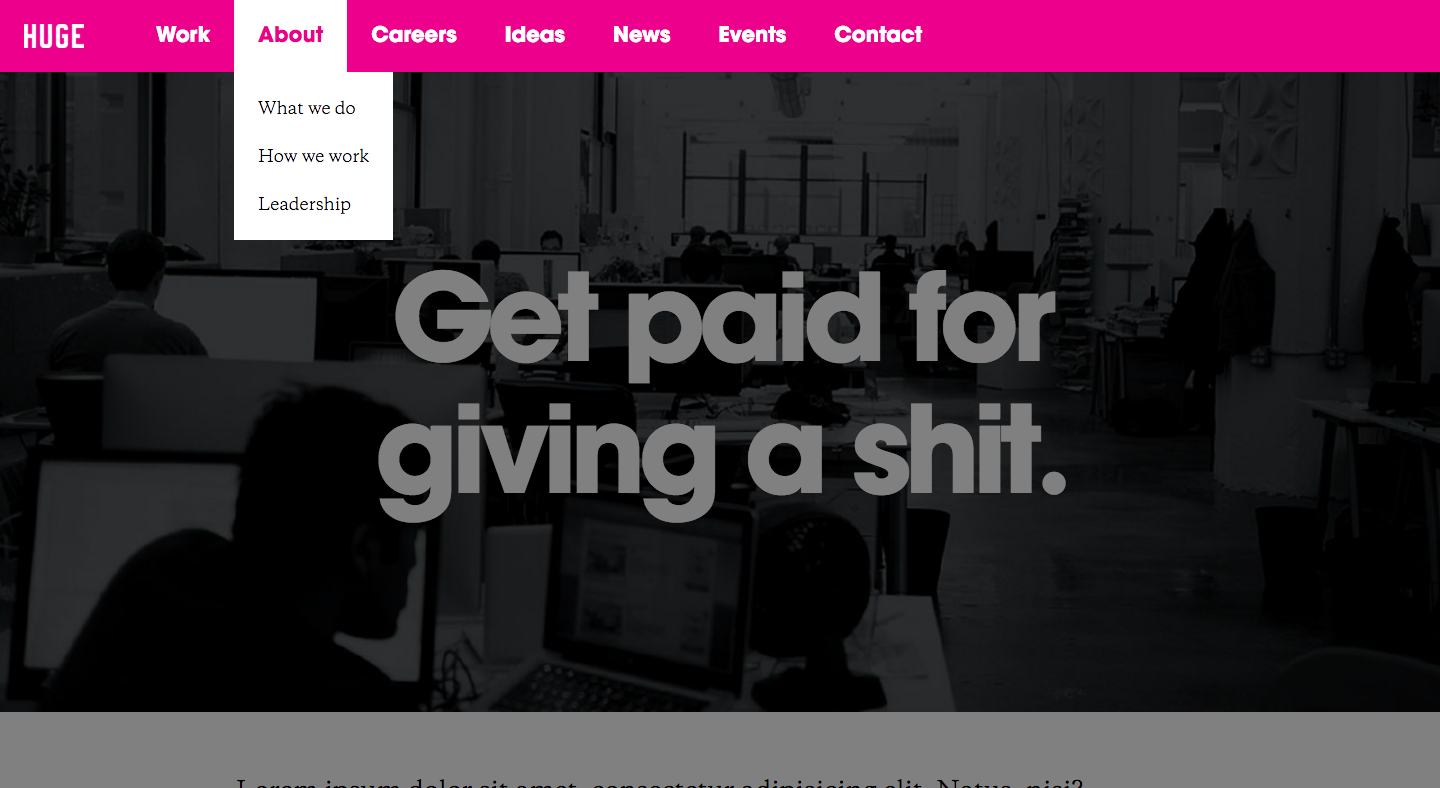 HUGE
Work About Careers Ideas News Events Contact
What we do
How we work
Leadership
Get paid for
giving a shit.
Lorem ipsum dolor sit amet, consectetur adipisicing elit. Natus, nisi?